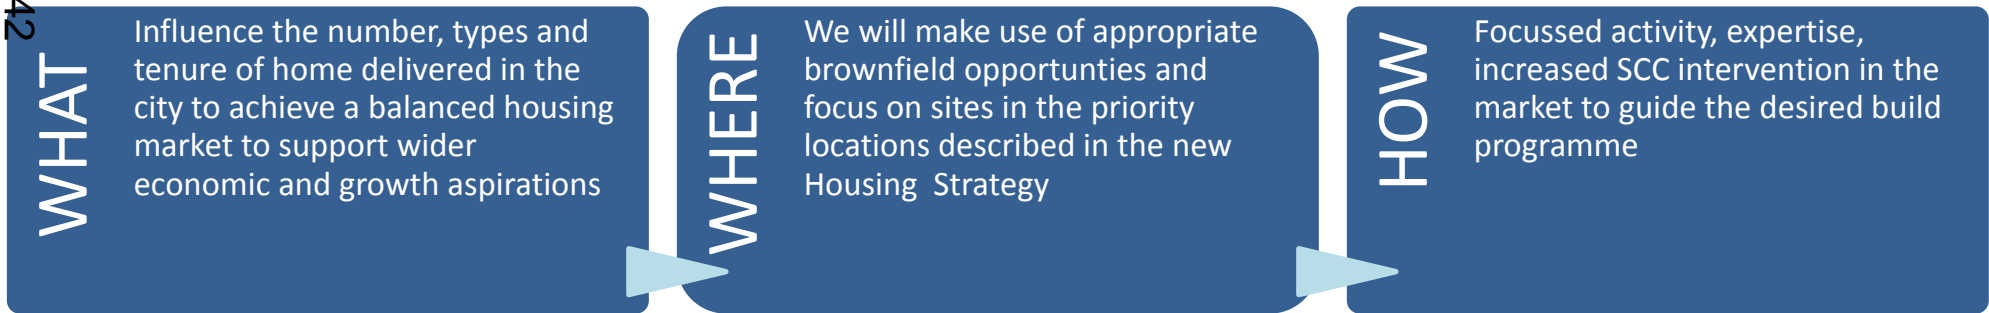 42
WHAT
Influence the number, types and
tenure of home delivered in the
city to achieve a balanced housing
market to support wider
economic and growth aspirations
WHERE
We will make use of appropriate
brownfield opportunties and
focus on sites in the priority
locations described in the new
Housing  Strategy
HOW
Focussed activity, expertise,
increased SCC intervention in the
market to guide the desired build
programme